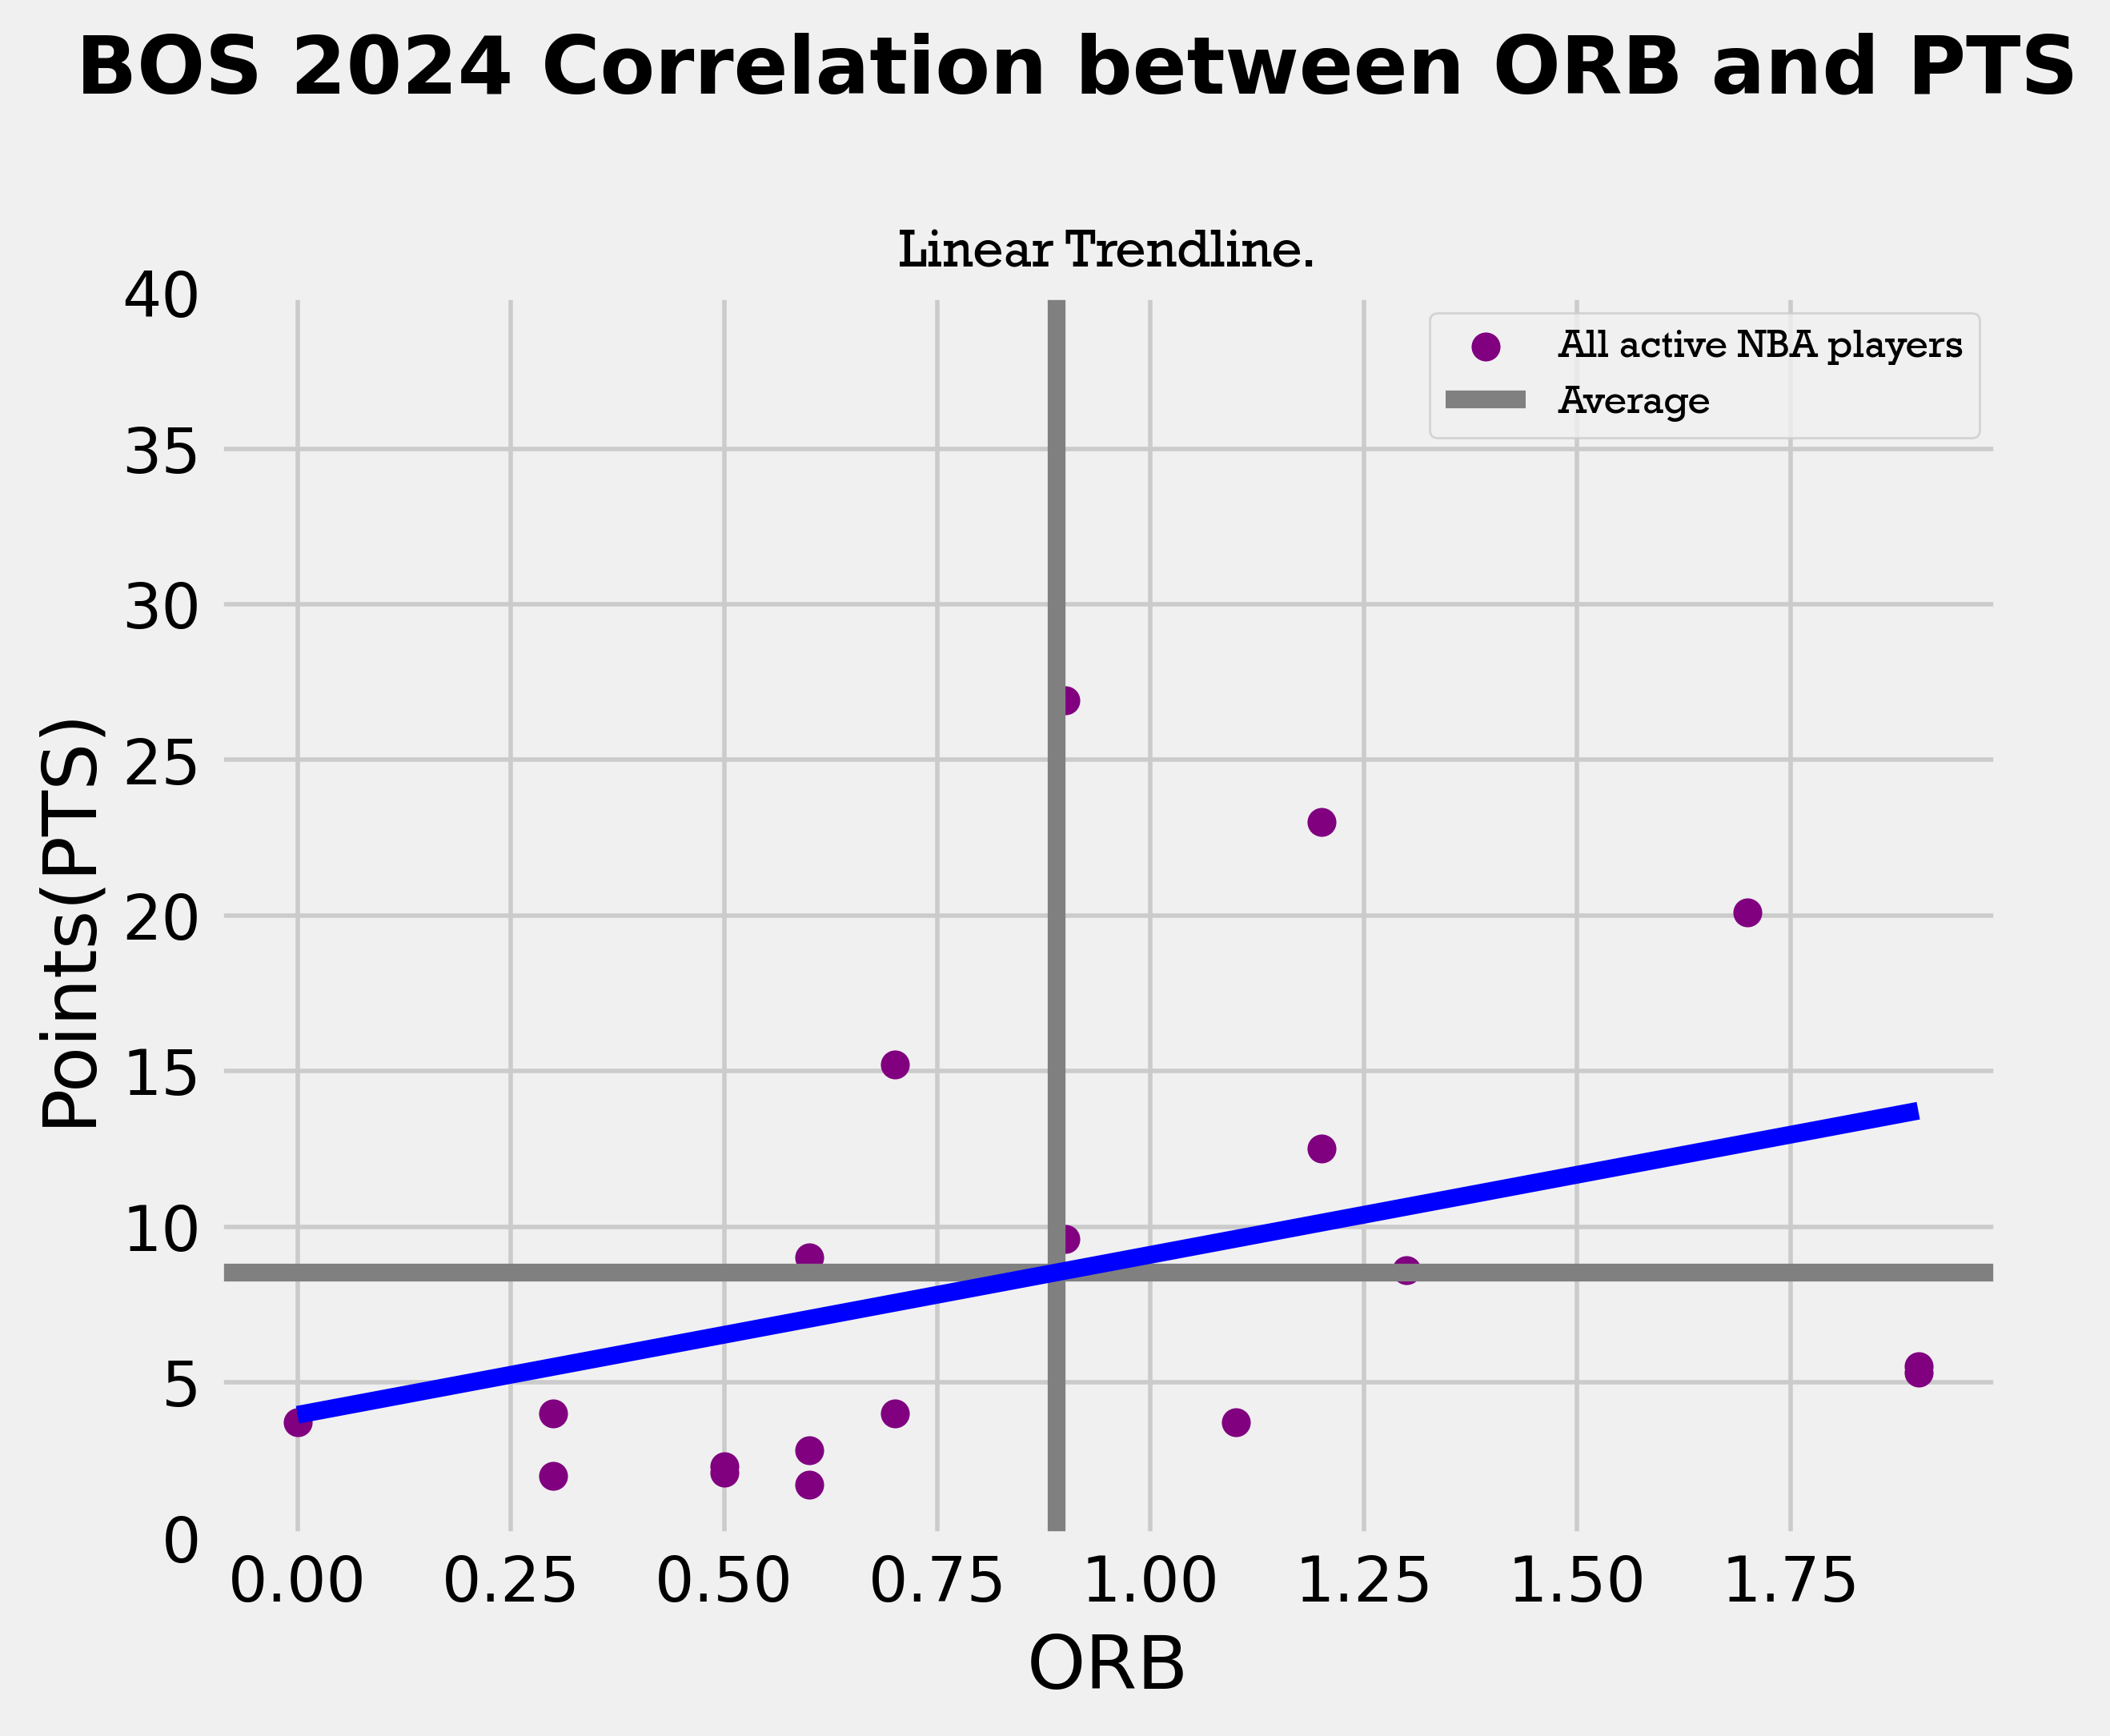 BOS 2024 Correlation between ORB and PTS
Linear Trendline.
All active NBA players
Average
Points(PTS)
40
35
30
25
20
15
10
5
0
0.00 0.25 0.50 0.75 1.00 1.25 1.50 1.75
ORB